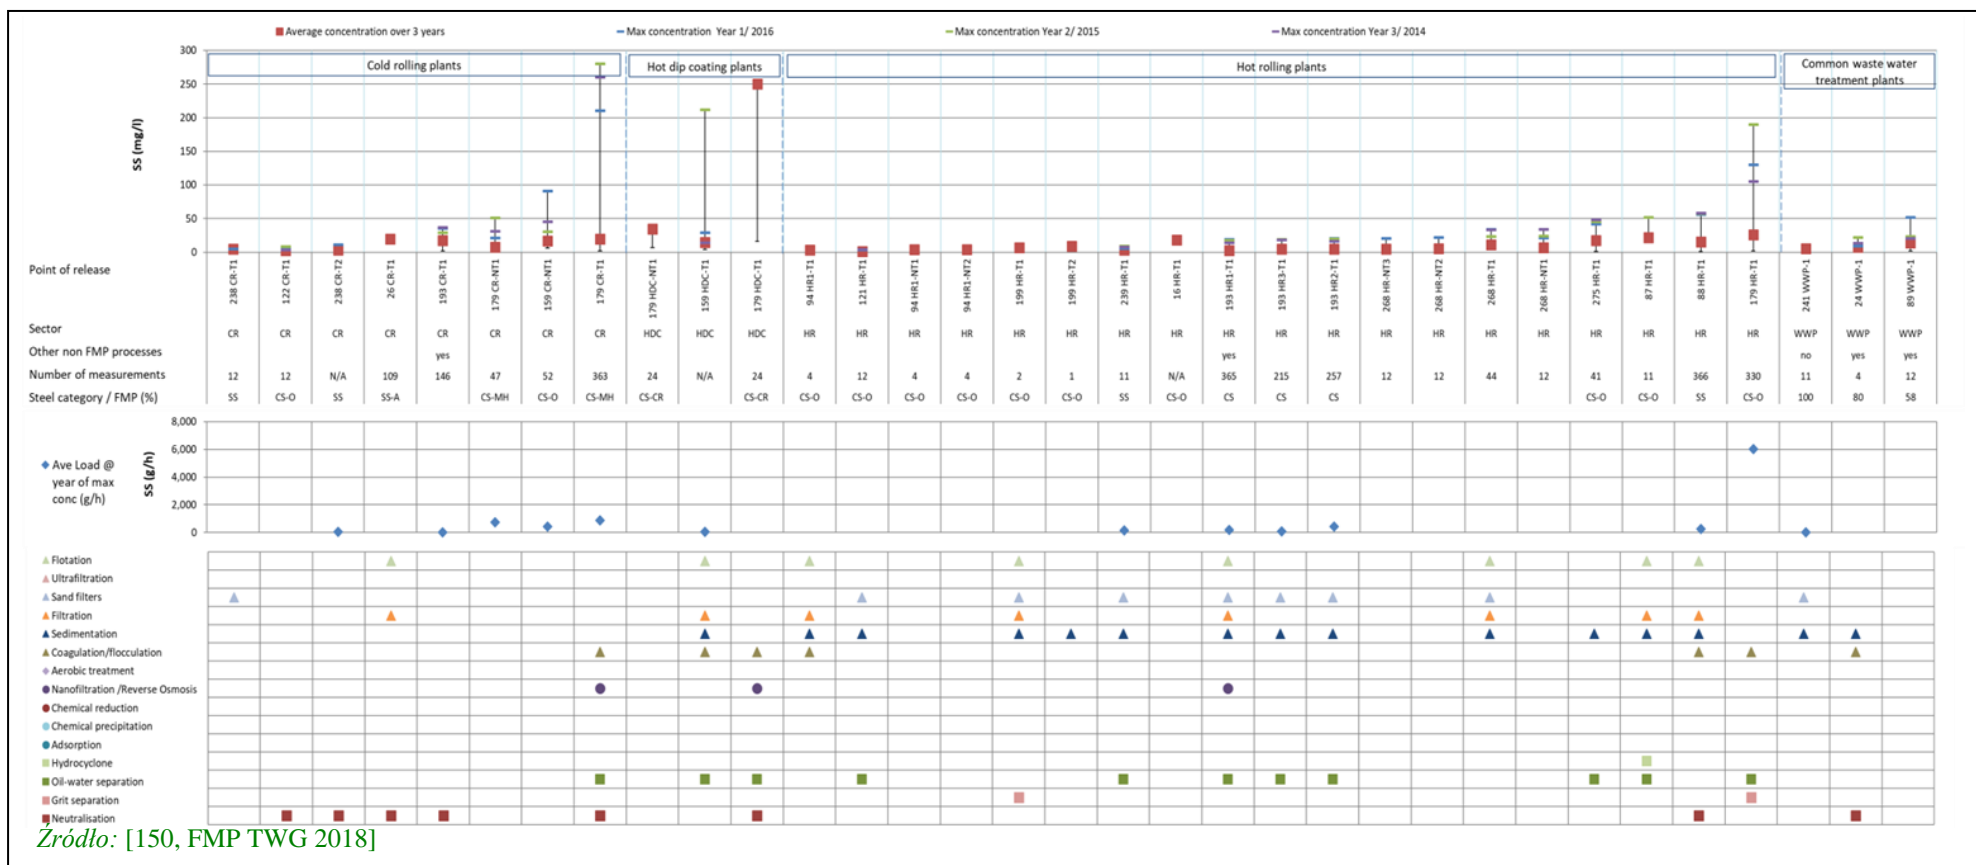 Average concentration over 3 years Max concentration Year 1/ 2016 Max concentration Year 2/ 2015 Max concentration Year 3/ 2014
300
Cold rolling plants Hot dip coating plants Hot rolling plants Common waste water treatment plants
250
200
150
100
50
0
SS (mg/l)
Point of release 238 CR-T1 122 CR-T1 238 CR-T2 26 CR-T1 193 CR-T1 179 CR-NT1 159 CR-NT1 179 CR-T1 179 HDC-NT1 159 HDC-T1 179 HDC-T1 94 HR1-T1 121 HR-T1 94 HR1-NT1 94 HR1-NT2 199 HR-T1 199 HR-T2 239 HR-T1 16 HR-T1 193 HR1-T1 193 HR3-T1 193 HR2-T1 268 HR-NT3 268 HR-NT2 268 HR-T1 268 HR-NT1 275 HR-T1 87 HR-T1 88 HR-T1 179 HR-T1 241 WWP-1 24 WWP-1 89 WWP-1
Sector CR CR CR CR CR CR CR CR HDC HDC HDC HR HR HR HR HR HR HR HR HR HR HR HR HR HR HR HR HR HR HR WWP WWP WWP
Other non FMP processes yes yes no yes yes
Number of measurements 12 12 N/A 109 146 47 52 363 24 N/A 24 4 12 4 4 2 1 11 N/A 365 215 257 12 12 44 12 41 11 366 330 11 4 12
Steel category / FMP (%) SS CS-O SS SS-A CS-MH CS-O CS-MH CS-CR CS-CR CS-O CS-O CS-O CS-O CS-O CS-O SS CS-O CS CS CS CS-O CS-O SS CS-O 100 80 58
8,000
6,000
4,000
2,000
0
SS (g/h)
Ave Load @
year of max
conc (g/h)
Flotation
Ultrafiltration
Sand filters
Filtration
Sedimentation
Coagulation/flocculation
Aerobic treatment
Nanofiltration /Reverse Osmosis
Chemical reduction
Chemical precipitation
Adsorption
Hydrocyclone
Oil-water separation
Grit separation
Neutralisation
Źródło: [150, FMP TWG 2018]